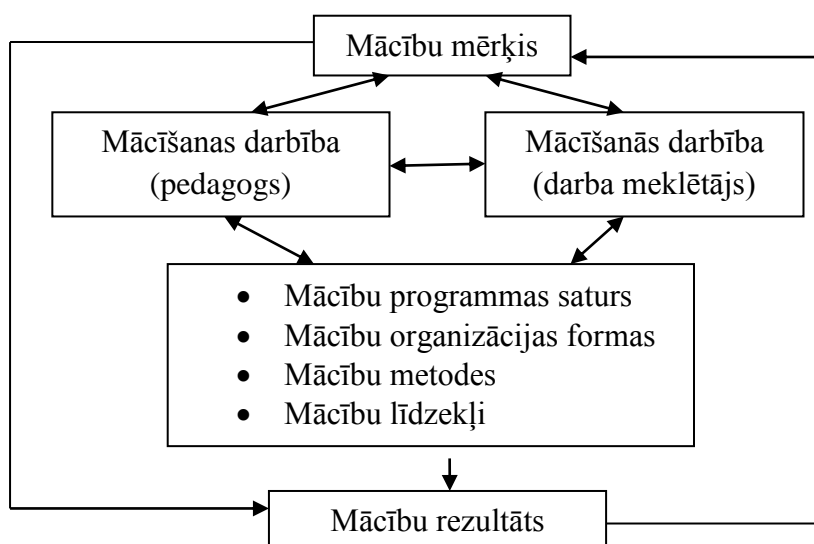 Mācību mērķis
Mācīšanas darbība
(pedagogs)
Mācīšanās darbība
(darba meklētājs)
• Mācību programmas saturs
• Mācību organizācijas formas
• Mācību metodes
• Mācību līdzekļi
Mācību rezultāts